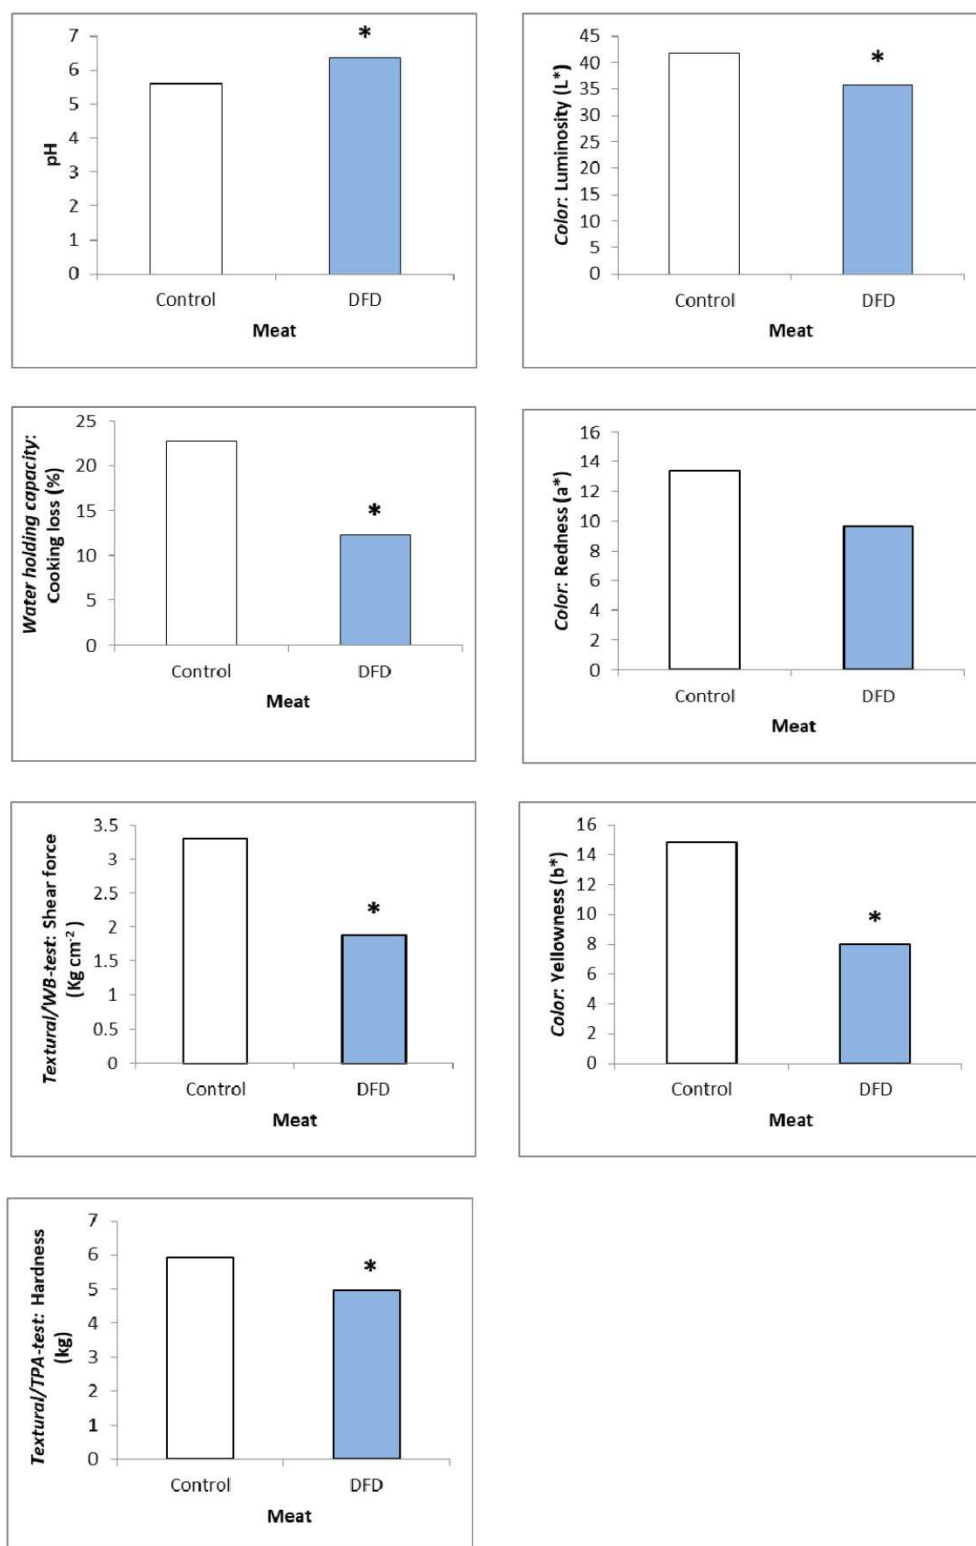 pH
7
6
5
4
3
2
1
0
*
Control DFD
Meat
Color: Luminosity (L*)
45
40
35
30
25
20
15
10
5
0
*
Control DFD
Meat
Water holding capacity:
Cooking loss (%)
25
20
15
10
5
0
*
Control DFD
Meat
Color: Redness (a*)
16
14
12
10
8
6
4
2
0
Control DFD
Meat
Textural/WB-test: Shear force
(Kg cm-2 )
3.5
3
2.5
2
1.5
1
0.5
0
*
Control DFD
Meat
Color: Yellowness (b*)
16
14
12
10
8
6
4
2
0
*
Control DFD
Meat
Textural/TPA-test: Hardness
(kg)
7
6
5
4
3
2
1
0
*
Control DFD
Meat